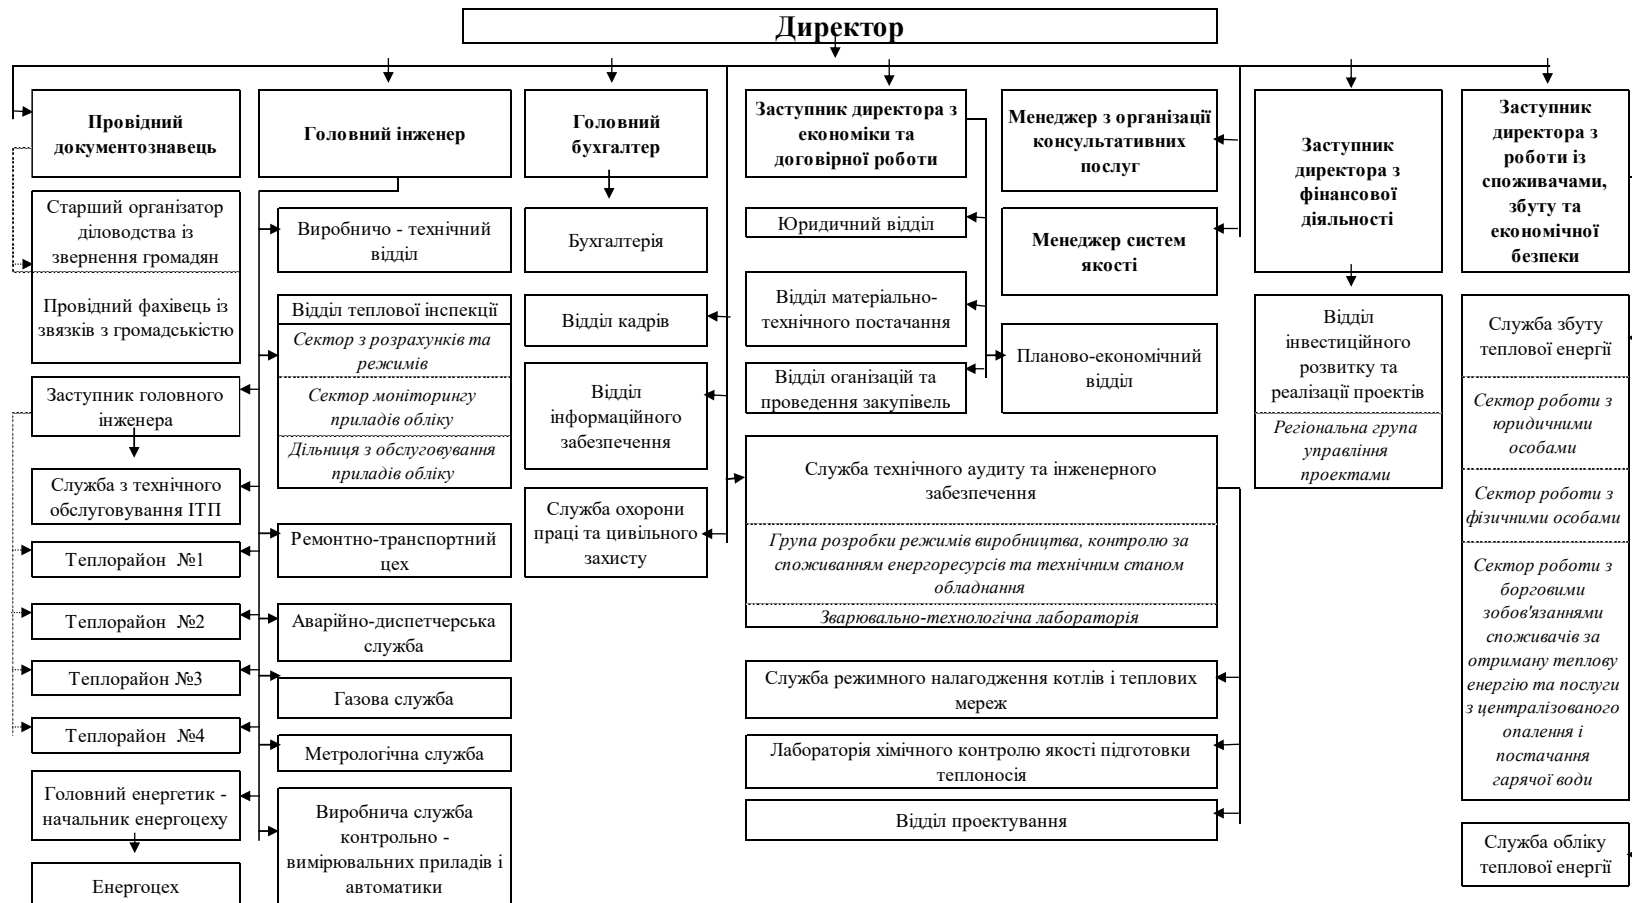 Директор
Провідний
документознавець
Старший організатор
діловодства із
звернення громадян
Провідний фахівець із
звязків з громадськістю
Заступник головного
інженера
Служба з технічного
обслуговування ІТП
Теплорайон №1
Теплорайон №2
Теплорайон №3
Теплорайон №4
Головний енергетик -
начальник енергоцеху
Енергоцех
Головний інженер
Виробничо - технічний
відділ
Відділ теплової інспекції
Сектор з розрахунків та
режимів
Сектор моніторингу
приладів обліку
Дільниця з обслуговування
приладів обліку
Ремонтно-транспортний
цех
Аварійно-диспетчерська
служба
Газова служба
Метрологічна служба
Виробнича служба
контрольно -
вимірювальних приладів і
автоматики
Головний
бухгалтер
Бухгалтерія
Відділ кадрів
Відділ
інформаційного
забезпечення
Служба охорони
праці та цивільного
захисту
Заступник директора з
економіки та
договірної роботи
Юридичний відділ
Відділ матеріально-
технічного постачання
Відділ оганізацій та
проведення закупівель
Менеджер з організації
консультативних
послуг
Менеджер систем
якості
Планово-економічний
відділ
Служба технічного аудиту та інженерного
забезпечення
Група розробки режимів виробництва, контролю за
споживанням енергоресурсів та технічним станом
обладнання
Зварювально-технологічна лабораторія
Служба режимного налагодження котлів і теплових
мереж
Лабораторія хімічного контролю якості підготовки
теплоносія
Відділ проектування
Заступник
директора з
фінансової
діяльності
Відділ
інвестиційного
розвитку та
реалізації проектів
Регіональна група
управління
проектами
Заступник
директора з
роботи із
споживачами,
збуту та
економічної
безпеки
Служба збуту
теплової енергії
Сектор роботи з
юридичними
особами
Сектор роботи з
фізичними особами
Сектор роботи з
борговими
зобов'язаннями
споживачів за
отриману теплову
енергію та послуги
з централізованого
опалення і
постачання
гарячої води
Служба обліку
теплової енергії